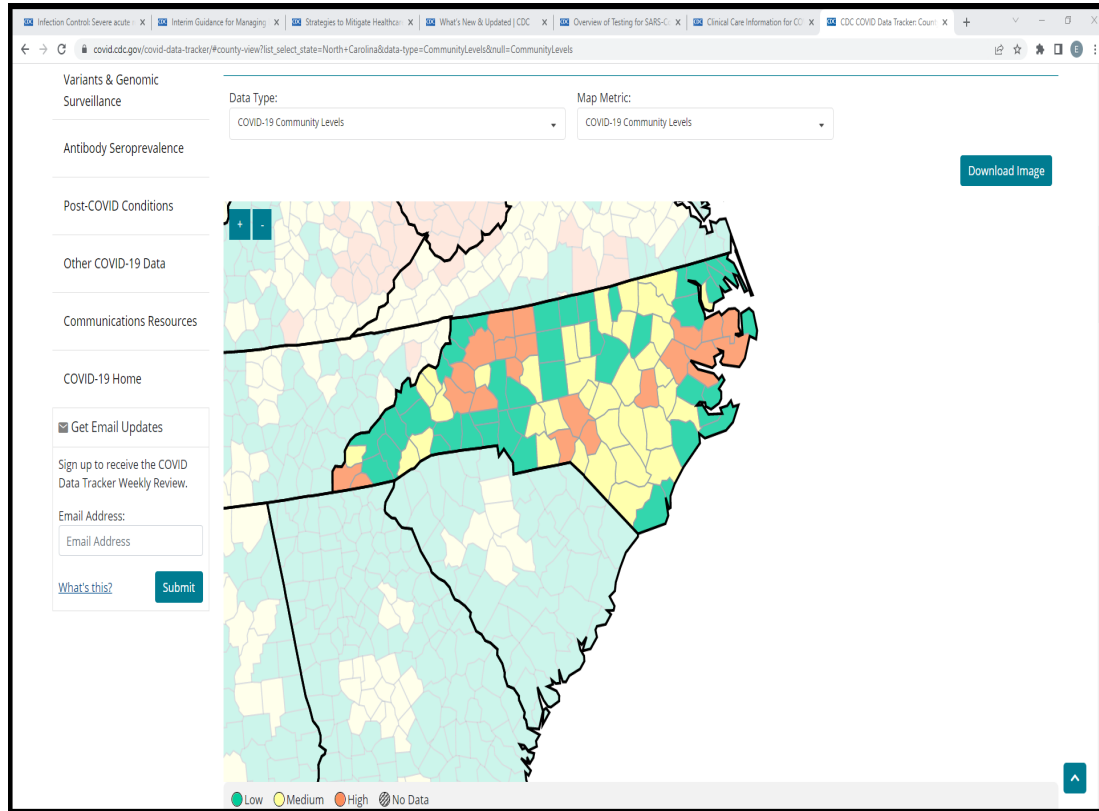 Infection Control: Severe acute
Interim Guidance for Managing
Strategies to Mitigate Healthcar
What's New & Updated | CDC
Overview of Testing for SARS-C
Clinical Care Information for CO
CDC COVID Data Tracker: Count
covid.cdc.gov/covid-data-tracker/#county-view?list_select_state=North+Carolina&data-type=CommunityLevels&null=CommunityLevels
E
Variants & Genomic
Surveillance
Antibody Seroprevalence
Post-COVID Conditions
Other COVID-19 Data
Communications Resources
COVID-19 Home
Get Email Updates
Sign up to receive the COVID
Data Tracker Weekly Review.
Email Address:
Email Address
What's this?
Submit
Data Type:
COVID-19 Community Levels
Map Metric:
COVID-19 Community Levels
Download Image
+ -
Low Medium High No Data